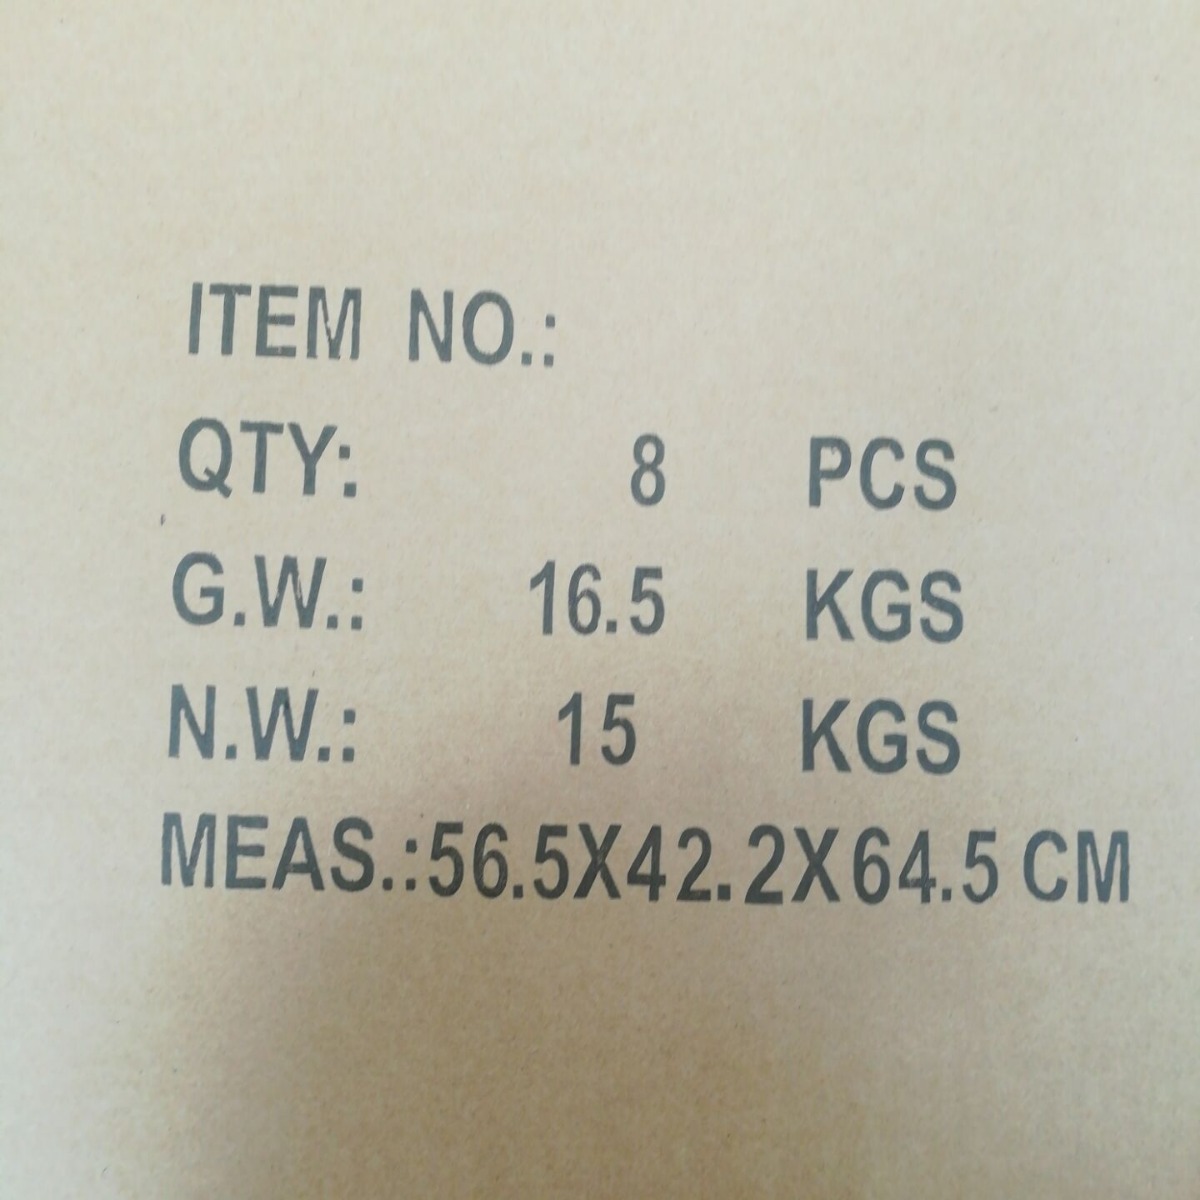 ITEM NO.:
QTY: 8 PCS
G.W.: 16.5 KGS
N.W.: 15 KGS
MEAS.:56.5X42.2X64.5 CM